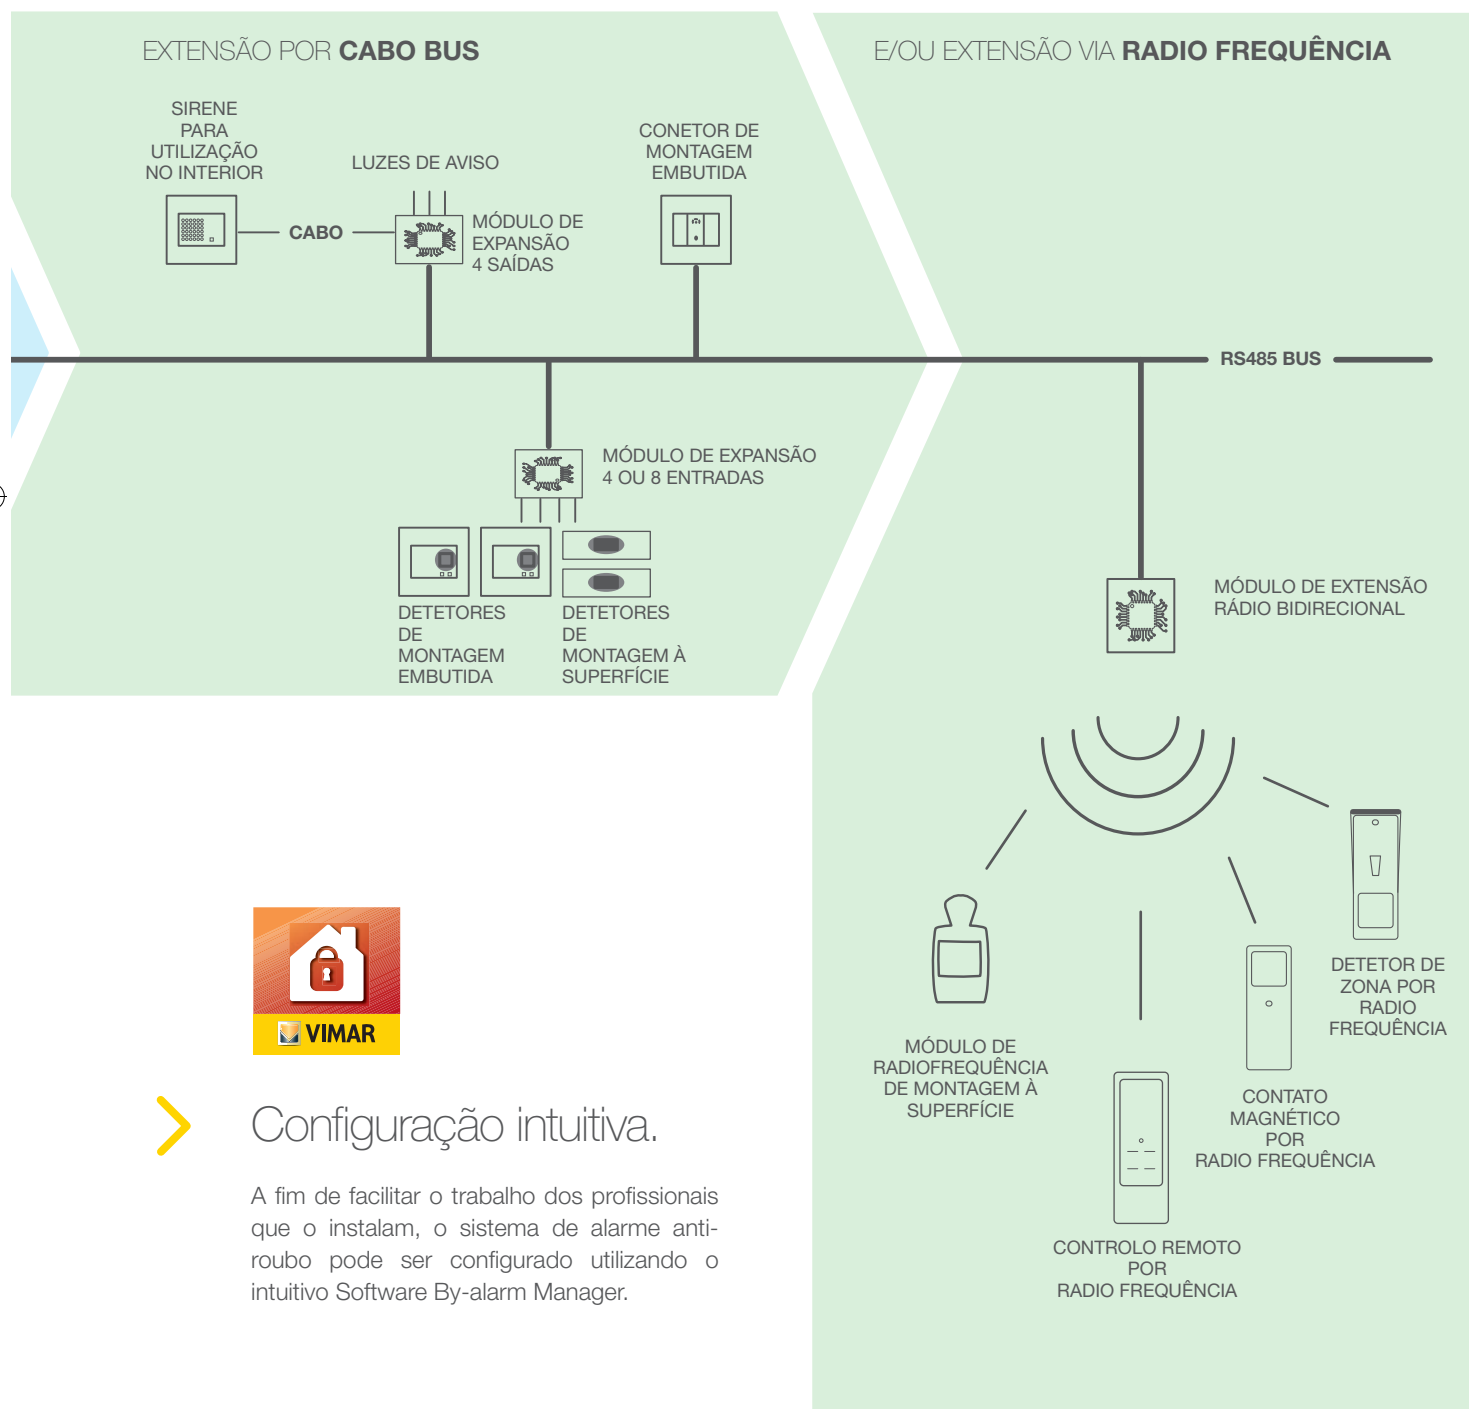 EXTENSÃO POR CABO BUS
E/OU EXTENSÃO VIA RADIO FREQUÊNCIA
SIRENE
PARA
UTILIZAÇÃO
NO INTERIOR
LUZES DE AVISO
CONETOR DE
MONTAGEM
EMBUTIDA
CABO
MÓDULO DE
EXPANSÃO
4 SAÍDAS
RS485 BUS
MÓDULO DE EXPANSÃO
4 OU 8 ENTRADAS
DETETORES
DE
MONTAGEM
EMBUTIDA
DETETORES
DE
MONTAGEM À
SUPERFÍCIE
MÓDULO DE EXTENSÃO
RÁDIO BIDIRECIONAL
DETETOR DE
ZONA POR
RADIO
FREQUÊNCIA
MÓDULO DE
RADIOFREQUÊNCIA
DE MONTAGEM À
SUPERFÍCIE
CONTATO
MAGNÉTICO
POR
RADIO FREQUÊNCIA
CONTROLO REMOTO
POR
RADIO FREQUÊNCIA
VIMAR
Configuração intuitiva.
A fim de facilitar o trabalho dos profissionais
que o instalam, o sistema de alarme anti-
roubo pode ser configurado utilizando o
intuitivo Software By-alarm Manager.